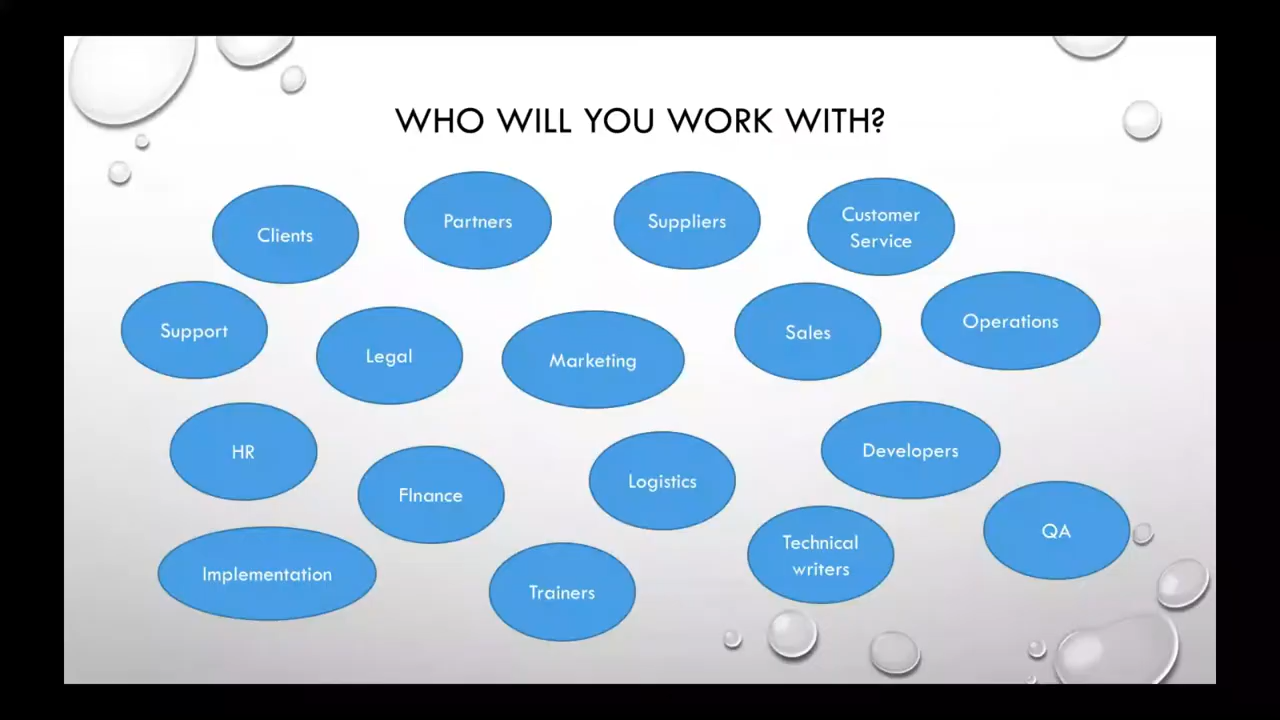 WHO WILL YOU WORK WITH?
Clients
Partners
Suppliers
Customer
Service
Support
Legal
Marketing
Sales
Operations
HR
FInance
Logistics
Developers
Implementation
Trainers
Technical
writers
QA